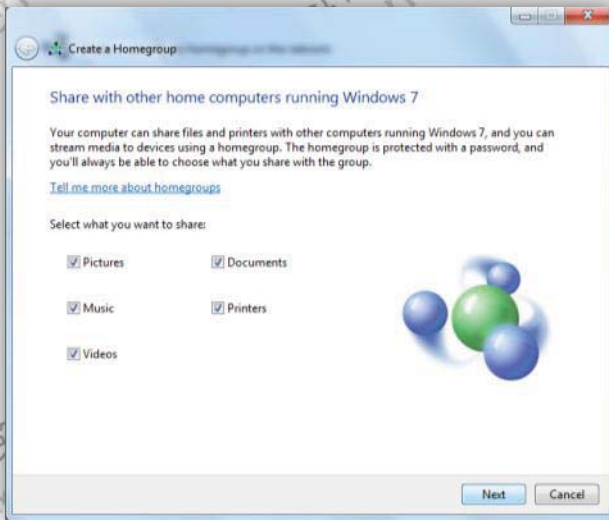 Create a Homegroup
Share with other home computers running Windows 7
Your computer can share files and printers with other computers running Windows 7, and you can
stream media to devices using a homegroup. The homegroup is protected with a password, and
you'll always be able to choose what you share with the group.
Tell me more about homegroups
Select what you want to share:
Pictures
Documents
Music
Printers
Videos
Next
Cancel